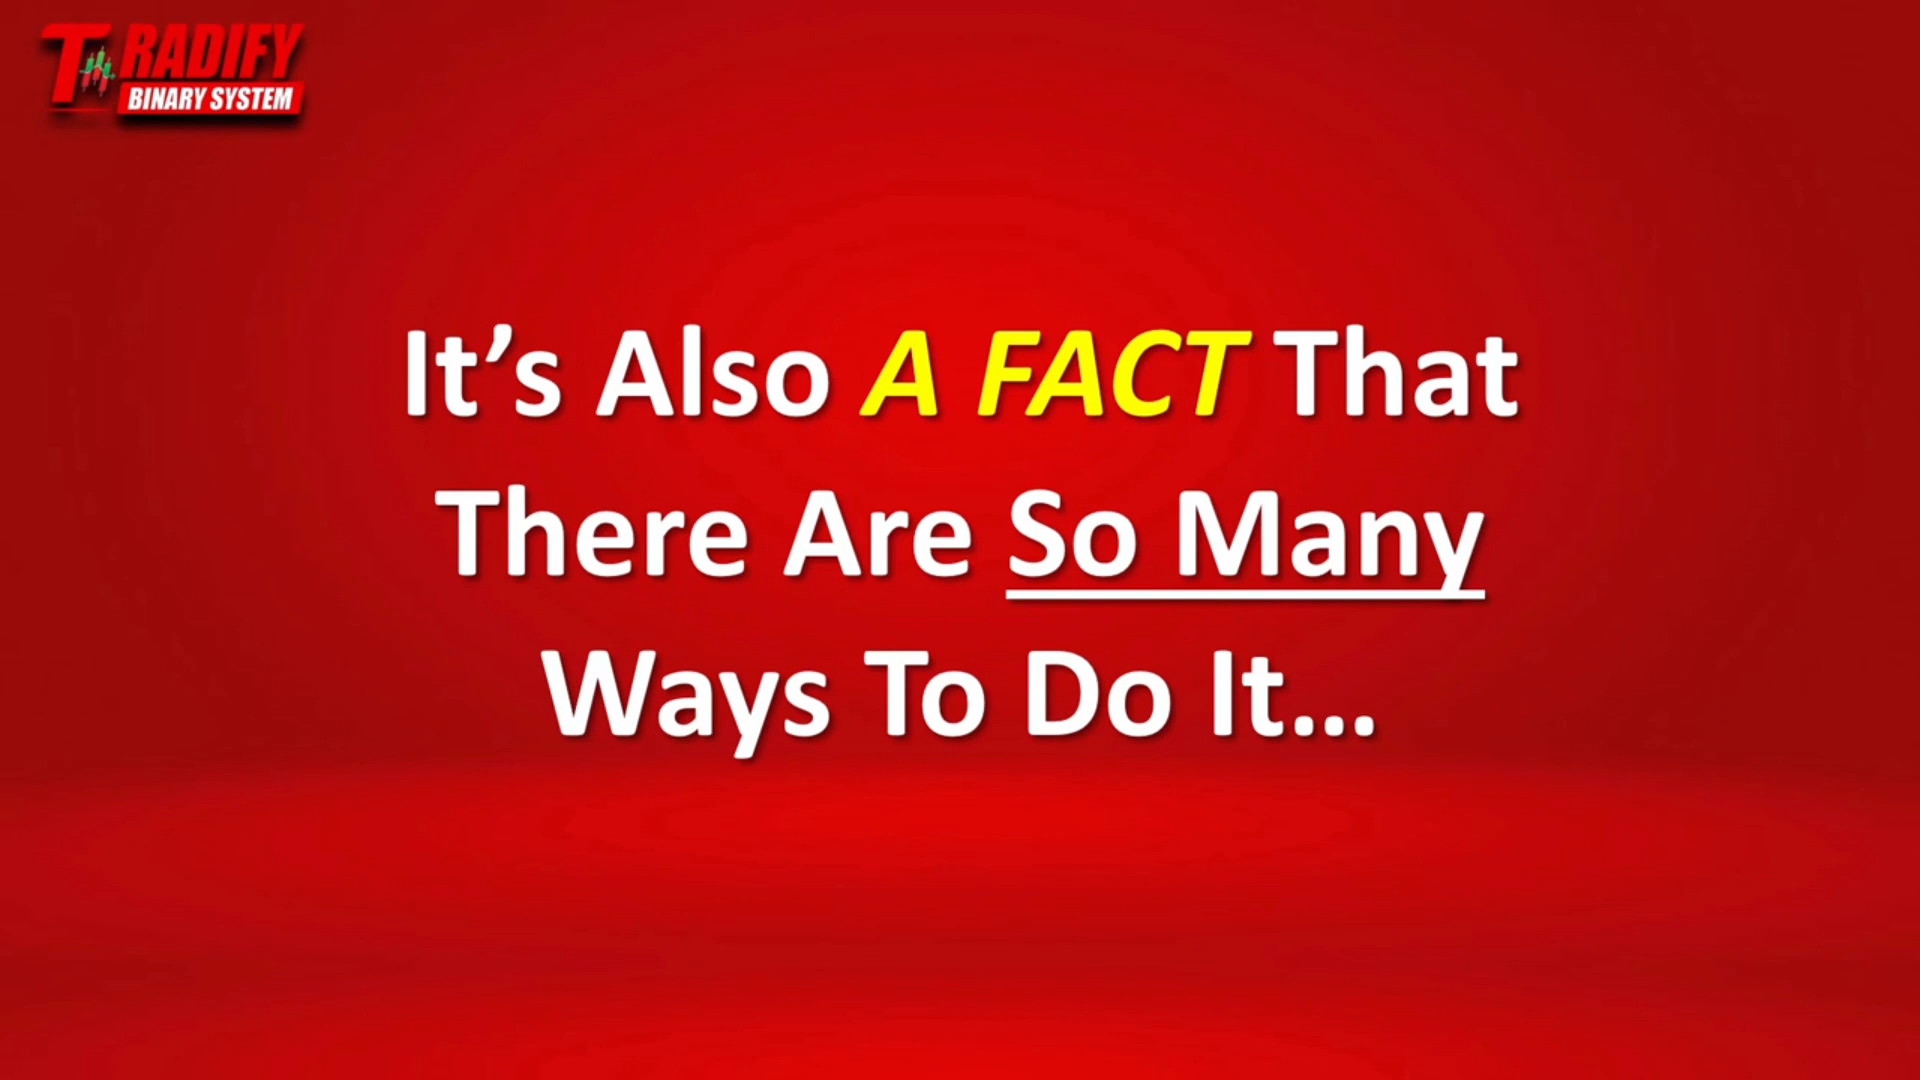 TRADIFY
BINARY SYSTEM
It’s Also A FACT That
There Are So Many
Ways To Do It...